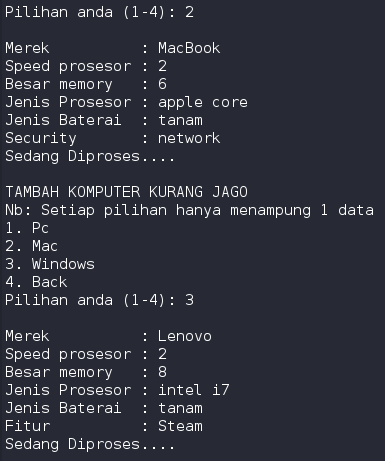 Pilihan anda (1-4): 2

Merek          : MacBook
Speed prosesor : 2
Besar memory   : 6
Jenis Prosesor : apple core
Jenis Baterai  : tanam
Security       : network
Sedang Diproses....

TAMBAH KOMPUTER KURANG JAGO
Nb: Setiap pilihan hanya menampung 1 data
1. Pc
2. Mac
3. Windows
4. Back
Pilihan anda (1-4): 3

Merek          : Lenovo
Speed prosesor : 2
Besar memory   : 8
Jenis Prosesor : intel i7
Jenis Baterai  : tanam
Fitur          : Steam
Sedang Diproses....